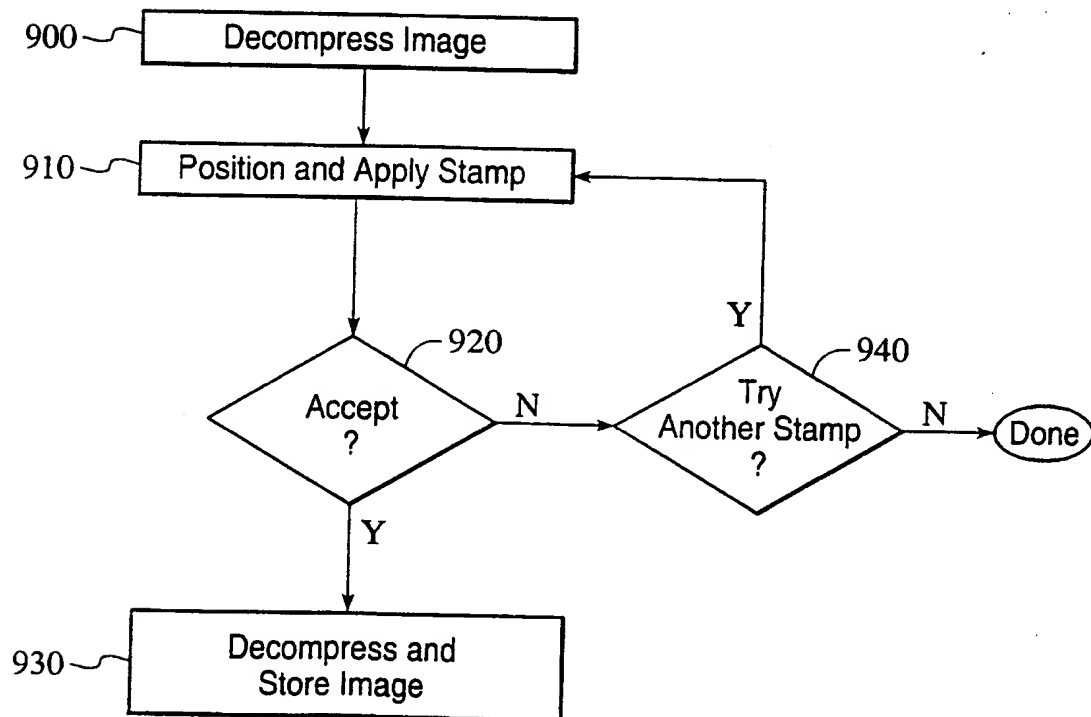 900
Decompress Image
910
Position and Apply Stamp
Y
920
940
Accept
?
N
Try
Another Stamp
?
N
Done
Y
930
Decompress and
Store Image